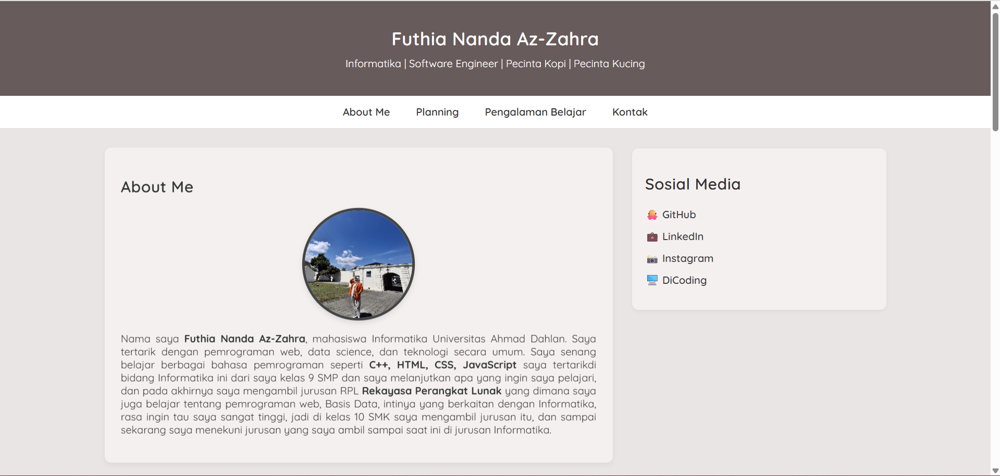 Futhia Nanda Az-Zahra
Informatika | Software Engineer | Pecinta Kopi | Pecinta Kucing
About Me Planning Pengalaman Belajar Kontak
About Me
Nama saya Futhia Nanda Az-Zahra, mahasiswa Informatika Universitas Ahmad Dahlan. Saya
tertarik dengan pemrograman web, data science, dan teknologi secara umum. Saya senang
belajar berbagai bahasa pemrograman seperti C++, HTML, CSS, JavaScript saya tertarikdi
bidang Informatika ini dari saya kelas 9 SMP dan saya melanjutkan apa yang ingin saya pelajari,
dan pada akhirnya saya mengambil jurusan RPL Rekayasa Perangkat Lunak yang dimana saya
juga belajar tentang pemrograman web, Basis Data, intinya yang berkaitan dengan Informatika,
rasa ingin tau saya sangat tinggi, jadi di kelas 10 SMK saya mengambil jurusan itu, dan sampai
sekarang saya menekuni jurusan yang saya ambil sampai saat ini di jurusan Informatika.
Sosial Media
GitHub
LinkedIn
Instagram
DiCoding